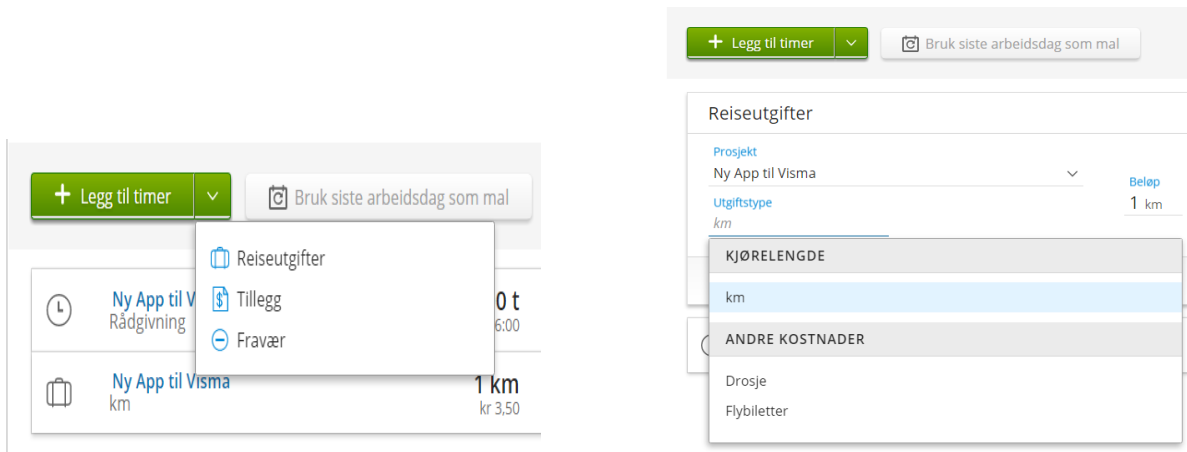 Legg til timer
Bruk siste arbeidsdag som mal
Reiseutgifter
Tillegg
Fravær
Ny App til V
0 t
Rådgivning
6:00
Ny App til Visma
1 km
km
kr 3,50
Legg til timer
Bruk siste arbeidsdag som mal
Reiseutgifter
Prosjekt
Ny App til Visma
Beløp
1 km
Utgiftstype
km
KJØRELENGDE
km
ANDRE KOSTNADER
Drosje
Flybiletter